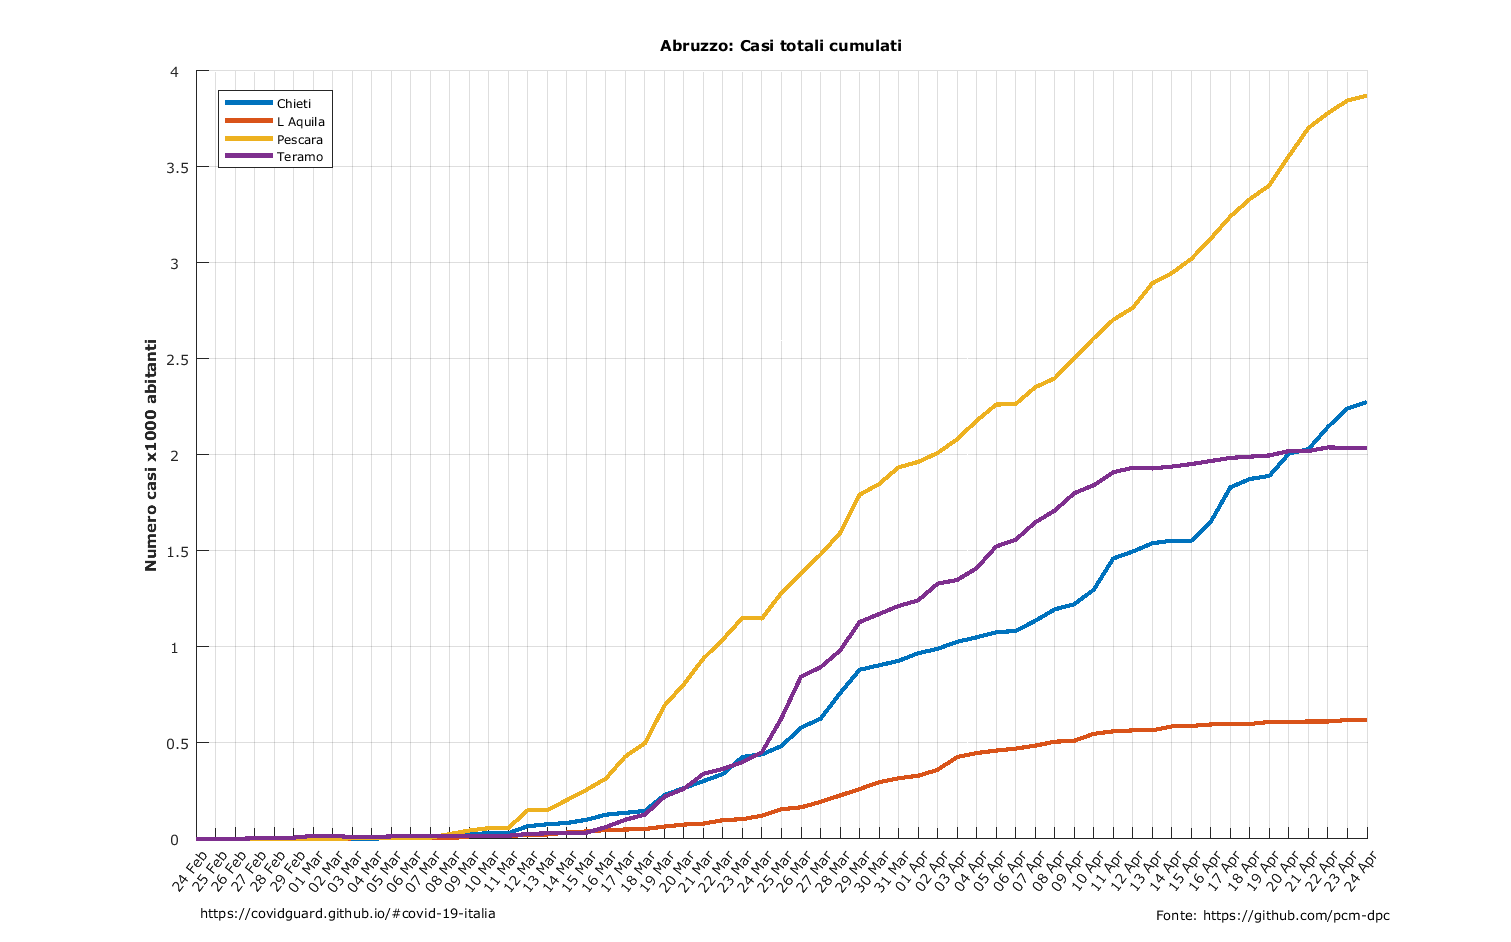 Abruzzo: Casi totali cumulati
Chieti
L Aquila
Pescara
Teramo
Numero casi x1000 abitanti
4
3.5
3
2.5
2
1.5
1
0.5
0
24 Feb
25 Feb
26 Feb
27 Feb
28 Feb
29 Feb
01 Mar
02 Mar
03 Mar
04 Mar
05 Mar
06 Mar
07 Mar
08 Mar
09 Mar
10 Mar
11 Mar
12 Mar
13 Mar
14 Mar
15 Mar
16 Mar
17 Mar
18 Mar
19 Mar
20 Mar
21 Mar
22 Mar
23 Mar
24 Mar
25 Mar
26 Mar
27 Mar
28 Mar
29 Mar
30 Mar
31 Mar
01 Apr
02 Apr
03 Apr
04 Apr
05 Apr
06 Apr
07 Apr
08 Apr
09 Apr
10 Apr
11 Apr
12 Apr
13 Apr
14 Apr
15 Apr
16 Apr
17 Apr
18 Apr
19 Apr
20 Apr
21 Apr
22 Apr
23 Apr
24 Apr
https://covidguard.github.io/#covid-19-italia
Fonte: https://github.com/pcm-dpc